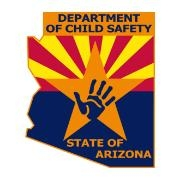 DEPARTMENT
OF CHILD SAFETY
STATE OF
ARIZONA